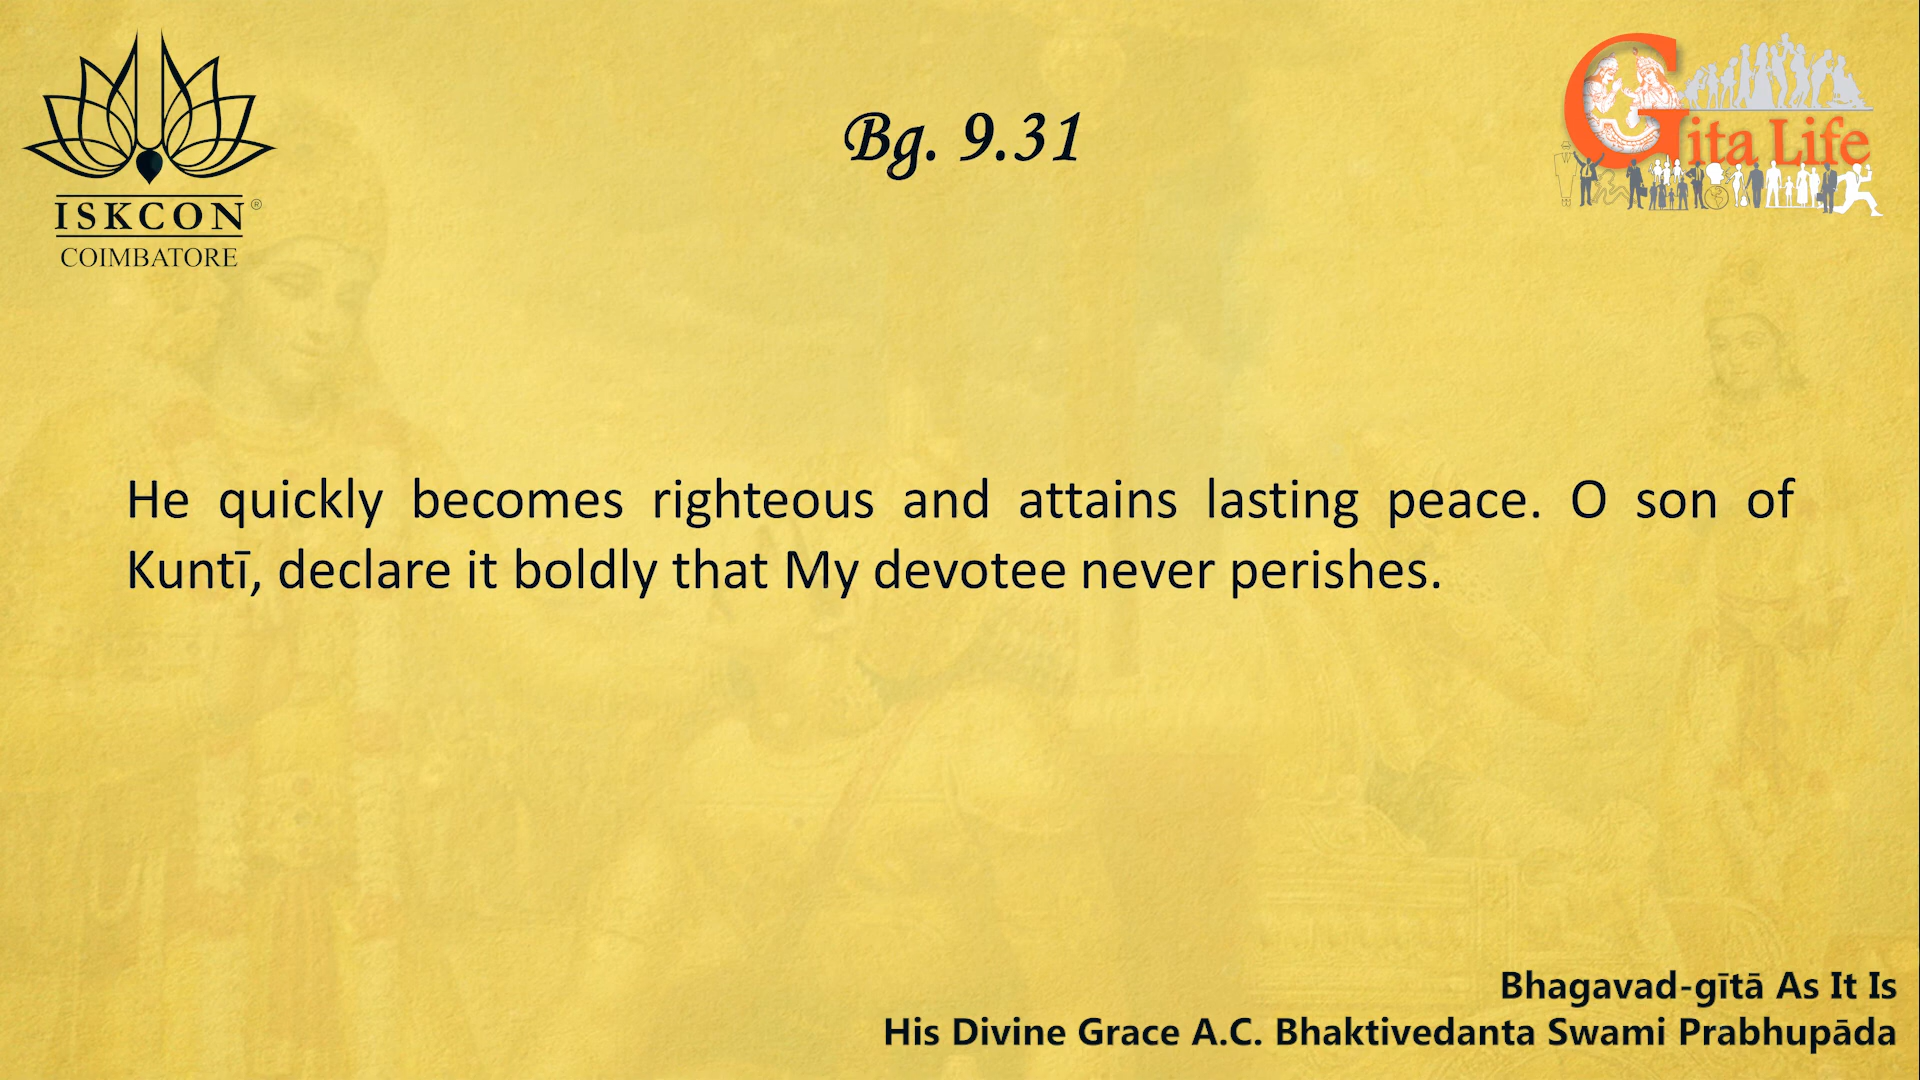 ISKCON®
COIMBATORE
Bg. 9.31
Gita Life
He quickly becomes righteous and attains lasting peace. O son of
Kuntī, declare it boldly that My devotee never perishes.
Bhagavad-gītā As It Is
His Divine Grace A.C. Bhaktivedanta Swami Prabhupāda